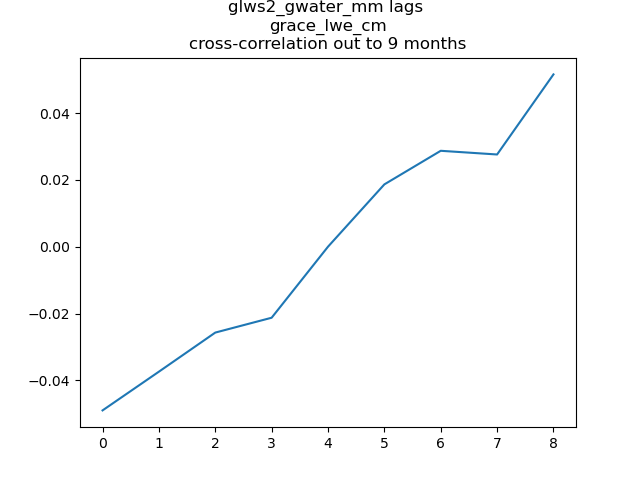 glws2_gwater_mm lags
grace_lwe_cm
cross-correlation out to 9 months
0.04
0.02
0.00
−0.02
−0.04
0 1 2 3 4 5 6 7 8